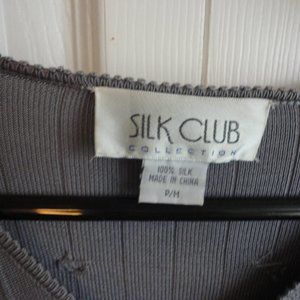 SILK CLUB
COLLECTION
100% SILK
MADE IN CHINA
P/M